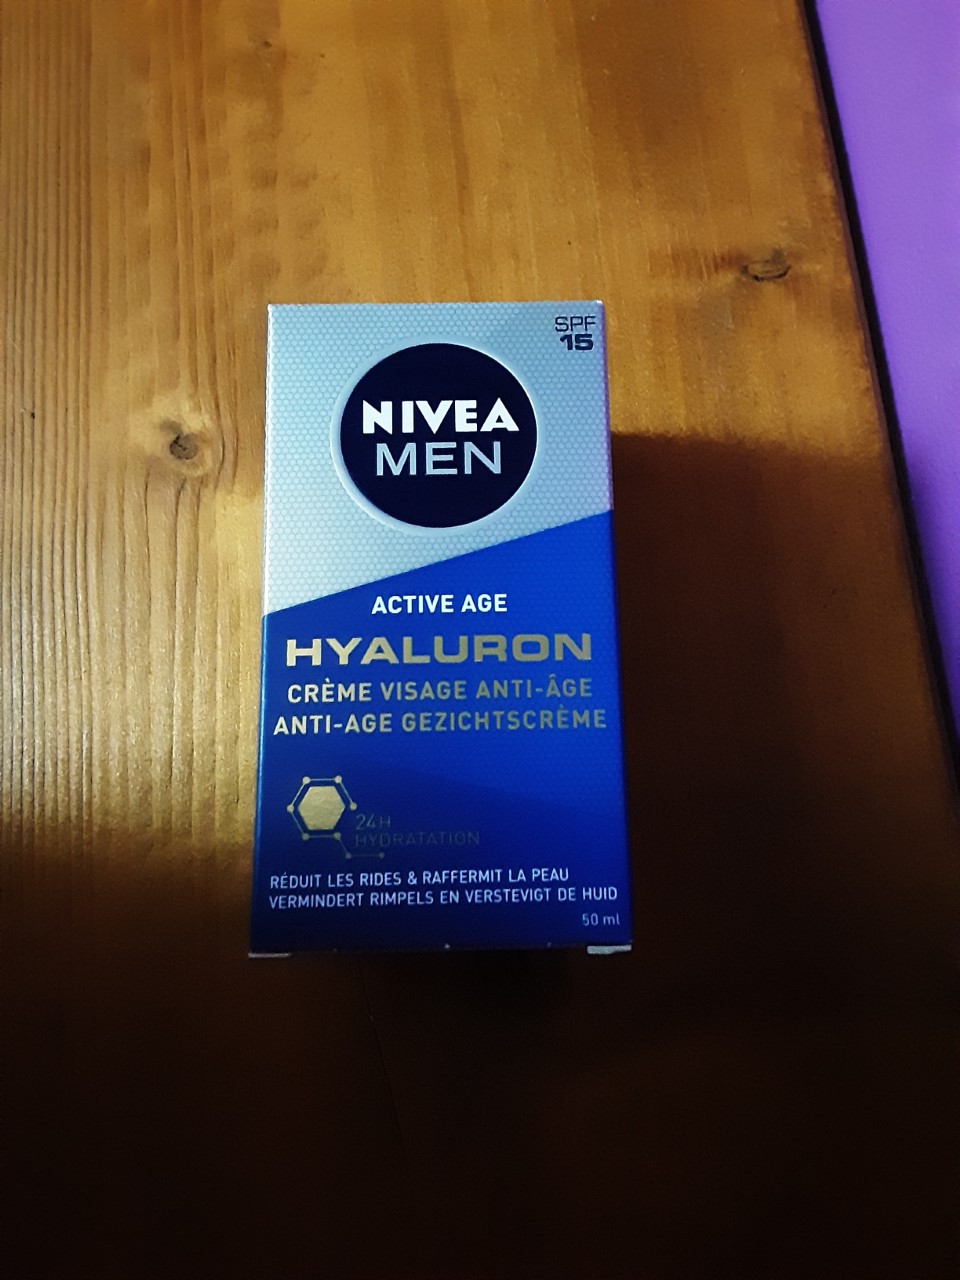 SPF
15
NIVEA
MEN
ACTIVE AGE
HYALURON
CRÈME VISAGE ANTI-ÂGE
ANTI-AGE GEZICHTSCRÈME
24H
HYDRATATION
RÉDUIT LES RIDES & RAFFERMIT LA PEAU
VERMINDERT RIMPELS EN VERSTEVIGT DE HUID
50 ml